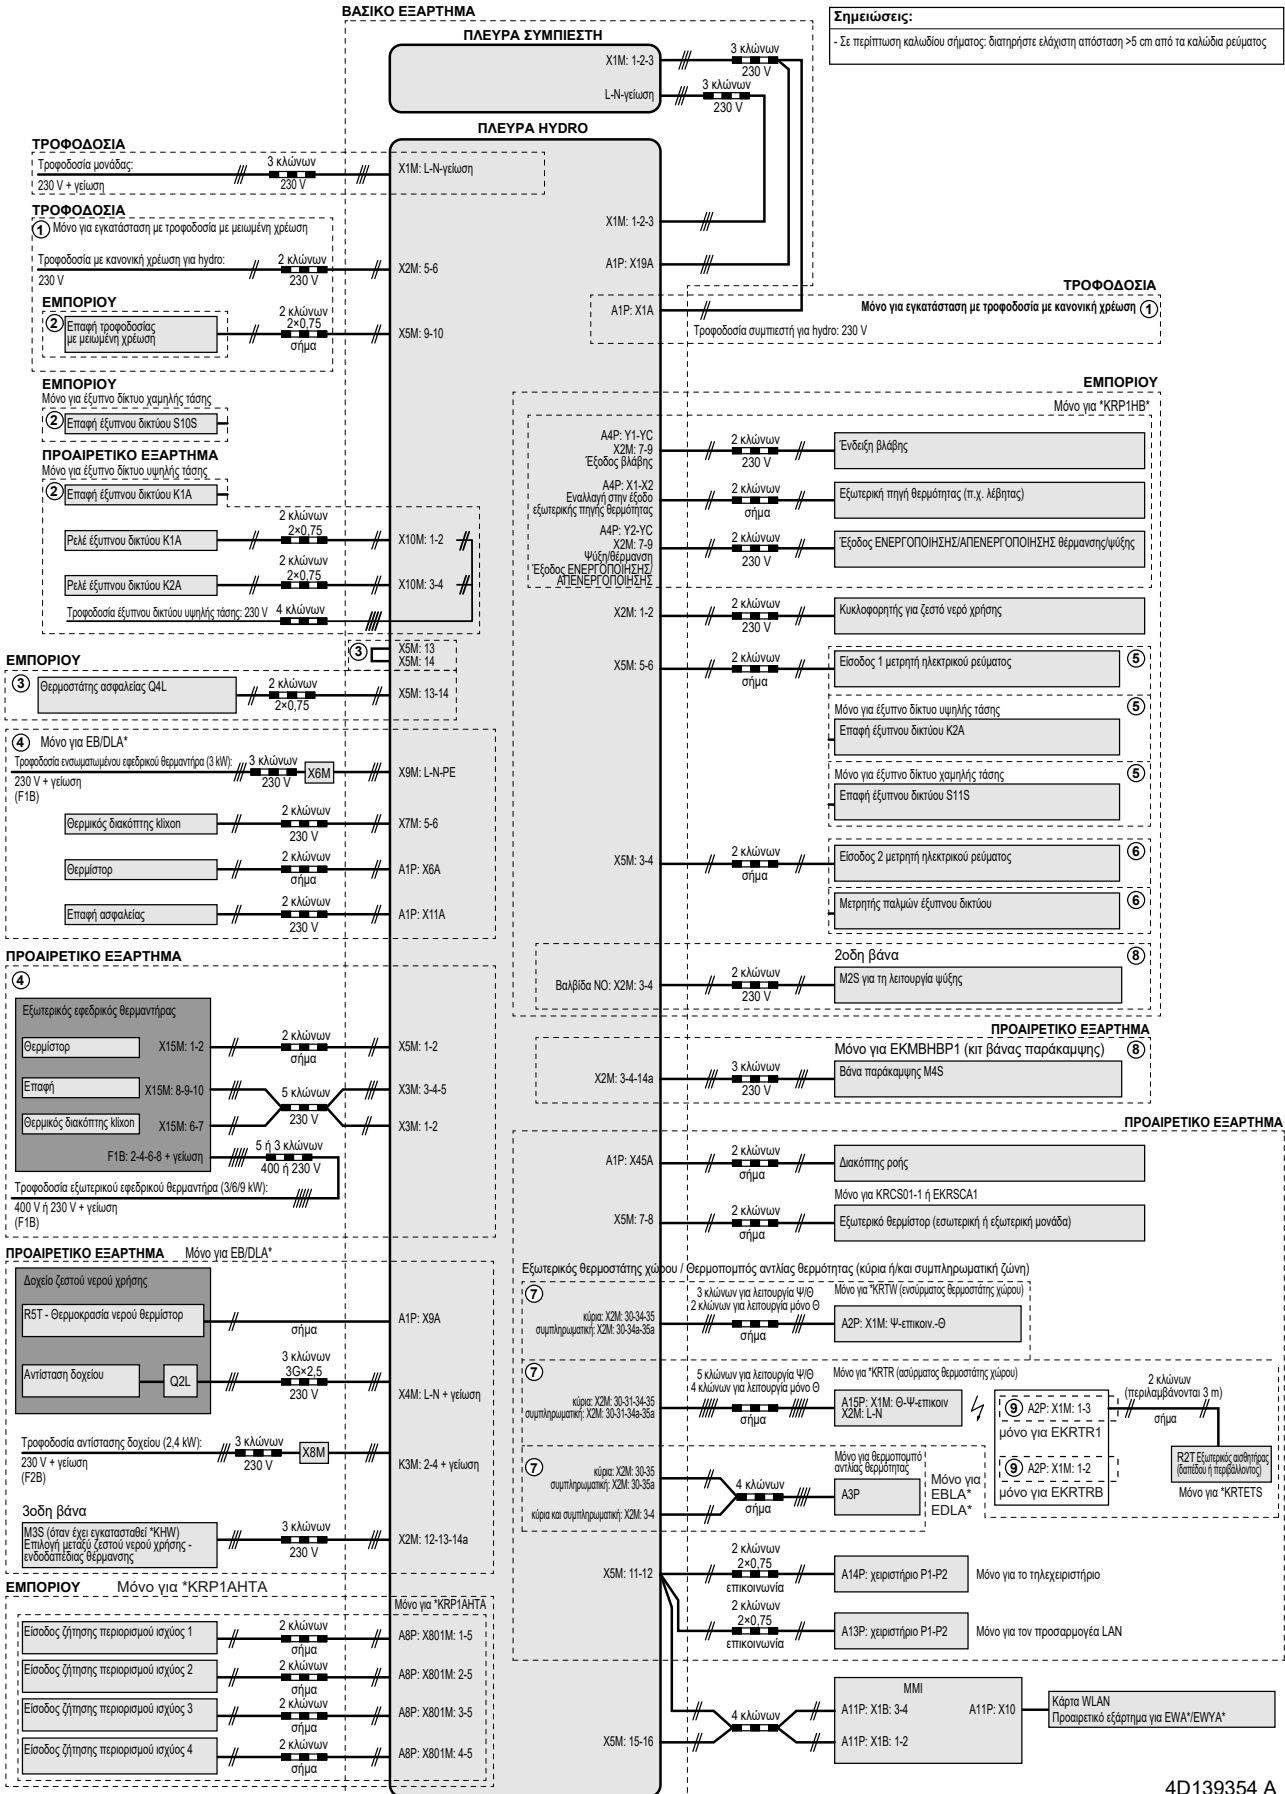 ΒΑΣΙΚΟ ΕΞΑΡΤΗΜΑ
Σημειώσεις:
- Σε περίπτωση καλωδίου σήματος: διατηρήστε ελάχιστη απόσταση >5 cm από τα καλώδια ρεύματος
ΠΛΕΥΡΑ ΣΥΜΠΙΕΣΤΗ
X1M: 1-2-3
3 κλώνων
230 V
L-N-γείωση
3 κλώνων
230 V
ΠΛΕΥΡΑ HYDRO
ΤΡΟΦΟΔΟΣΙΑ
Τροφοδοσία μονάδας:
230 V + γείωση
3 κλώνων
230 V
X1M: L-N-γείωση
ΤΡΟΦΟΔΟΣΙΑ
1 Μόνο για εγκατάσταση με τροφοδοσία με μειωμένη χρέωση
Τροφοδοσία με κανονική χρέωση για hydro:
230 V
2 κλώνων
230 V
X2M: 5-6
ΕΜΠΟΡΙΟΥ
2 Επαφή τροφοδοσίας
με μειωμένη χρέωση
2 κλώνων
2×0,75
σήμα
X5M: 9-10
ΕΜΠΟΡΙΟΥ
Μόνο για έξυπνο δίκτυο χαμηλής τάσης
2 Επαφή έξυπνου δικτύου S10S
ΠΡΟΑΙΡΕΤΙΚΟ ΕΞΑΡΤΗΜΑ
Μόνο για έξυπνο δίκτυο υψηλής τάσης
2 Επαφή έξυπνου δικτύου K1A
Ρελέ έξυπνου δικτύου K1A
2 κλώνων
2×0,75
X10M: 1-2
Ρελέ έξυπνου δικτύου K2A
2 κλώνων
2×0,75
X10M: 3-4
Τροφοδοσία έξυπνου δικτύου υψηλής τάσης: 230 V
4 κλώνων
3
X5M: 13
X5M: 14
ΕΜΠΟΡΙΟΥ
3
Θερμοστάτης ασφαλείας Q4L
2 κλώνων
2×0,75
X5M: 13-14
4 Μόνο για EB/DLA*
Τροφοδοσία ενσωματωμένου εφεδρικού θερμαντήρα (3 kW):
230 V + γείωση
(F1B)
3 κλώνων
230 V
X6M
X9M: L-N-PE
Θερμικός διακόπτης klixon
2 κλώνων
230 V
X7M: 5-6
Θερμίστορ
2 κλώνων
σήμα
A1P: X6A
Επαφή ασφαλείας
2 κλώνων
230 V
A1P: X11A
ΠΡΟΑΙΡΕΤΙΚΟ ΕΞΑΡΤΗΜΑ
4
Εξωτερικός εφεδρικός θερμαντήρας
Θερμίστορ
X15M: 1-2
2 κλώνων
σήμα
X5M: 1-2
Επαφή
X15M: 8-9-10
5 κλώνων
230 V
X3M: 3-4-5
Θερμικός διακόπτης klixon
X15M: 6-7
X3M: 1-2
F1B: 2-4-6-8 + γείωση
5 ή 3 κλώνων
400 ή 230 V
Τροφοδοσία εξωτερικού εφεδρικού θερμαντήρα (3/6/9 kW):
400 V ή 230 V + γείωση
(F1B)
ΠΡΟΑΙΡΕΤΙΚΟ ΕΞΑΡΤΗΜΑ Μόνο για EB/DLA*
Δοχείο ζεστού νερού χρήσης
R5T - Θερμοκρασία νερού θερμίστορ
σήμα
A1P: X9A
Αντίσταση δοχείου
Q2L
3 κλώνων
3G×2,5
230 V
X4M: L-N + γείωση
Τροφοδοσία αντίστασης δοχείου (2,4 kW):
230 V + γείωση
(F2B)
3 κλώνων
230 V
X8M
K3M: 2-4 + γείωση
3οδη βάνα
M3S (όταν έχει εγκατασταθεί *KHW)
Επιλογή μεταξύ ζεστού νερού χρήσης -
ενδοδαπέδιας θέρμανσης
3 κλώνων
230 V
X2M: 12-13-14a
ΕΜΠΟΡΙΟΥ Μόνο για *KRP1AHTA
Μόνο για *KRP1AHTA
Είσοδος ζήτησης περιορισμού ισχύος 1
2 κλώνων
σήμα
A8P: X801M: 1-5
Είσοδος ζήτησης περιορισμού ισχύος 2
2 κλώνων
σήμα
A8P: X801M: 2-5
Είσοδος ζήτησης περιορισμού ισχύος 3
2 κλώνων
σήμα
A8P: X801M: 3-5
Είσοδος ζήτησης περιορισμού ισχύος 4
2 κλώνων
σήμα
A8P: X801M: 4-5
X1M: 1-2-3
A1P: X19A
ΤΡΟΦΟΔΟΣΙΑ
A1P: X1A
Μόνο για εγκατάσταση με τροφοδοσία με κανονική χρέωση 1
Τροφοδοσία συμπιεστή για hydro: 230 V
ΕΜΠΟΡΙΟΥ
Μόνο για *KRP1HB*
A4P: Y1-YC
X2M: 7-9
Έξοδος βλάβης
2 κλώνων
230 V
Ένδειξη βλάβης
A4P: X1-X2
Εναλλαγή στην έξοδο
εξωτερικής πηγής θερμότητας
2 κλώνων
σήμα
Εξωτερική πηγή θερμότητας (π.χ. λέβητας)
A4P: Y2-YC
X2M: 7-9
Ψύξη/θέρμανση
Έξοδος ΕΝΕΡΓΟΠΟΙΗΣΗΣ/
ΑΠΕΝΕΡΓΟΠΟΙΗΣΗΣ
2 κλώνων
230 V
Έξοδος ΕΝΕΡΓΟΠΟΙΗΣΗΣ/ΑΠΕΝΕΡΓΟΠΟΙΗΣΗΣ θέρμανσης/ψύξης
X2M: 1-2
2 κλώνων
230 V
Κυκλοφορητής για ζεστό νερό χρήσης
X5M: 5-6
2 κλώνων
σήμα
Είσοδος 1 μετρητή ηλεκτρικού ρεύματος
5
Μόνο για έξυπνο δίκτυο υψηλής τάσης
5
Επαφή έξυπνου δικτύου K2A
Μόνο για έξυπνο δίκτυο χαμηλής τάσης
5
Επαφή έξυπνου δικτύου S11S
X5M: 3-4
2 κλώνων
σήμα
Είσοδος 2 μετρητή ηλεκτρικού ρεύματος
6
Μετρητής παλμών έξυπνου δικτύου
6
2οδη βάνα
8
Βαλβίδα NO: X2M: 3-4
2 κλώνων
230 V
M2S για τη λειτουργία ψύξης
ΠΡΟΑΙΡΕΤΙΚΟ ΕΞΑΡΤΗΜΑ
Μόνο για EKMBHBP1 (κιτ βάνας παράκαμψης) 8
X2M: 3-4-14a
3 κλώνων
230 V
Βάνα παράκαμψης M4S
ΠΡΟΑΙΡΕΤΙΚΟ ΕΞΑΡΤΗΜΑ
A1P: X45A
2 κλώνων
σήμα
Διακόπτης ροής
Μόνο για KRCS01-1 ή EKRSCA1
X5M: 7-8
2 κλώνων
σήμα
Εξωτερικό θερμίστορ (εσωτερική ή εξωτερική μονάδα)
Εξωτερικός θερμοστάτης χώρου / Θερμοπομπός αντλίας θερμότητας (κύρια ή/και συμπληρωματική ζώνη)
7
κύρια: X2M: 30-34-35
συμπληρωματική: X2M: 30-34a-35a
3 κλώνων για λειτουργία Ψ/Θ
2 κλώνων για λειτουργία μόνο Θ
σήμα
Μόνο για *KRTW (ενσύρματος θερμοστάτης χώρου)
A2P: X1M: Ψ-επικοιν.-Θ
7
κύρια: X2M: 30-31-34-35
συμπληρωματική: X2M: 30-31-34a-35a
5 κλώνων για λειτουργία Ψ/Θ
4 κλώνων για λειτουργία μόνο Θ
σήμα
Μόνο για *KRTR (ασύρματος θερμοστάτης χώρου)
A15P: X1M: Θ-Ψ-επικοιν
X2M: L-N
9 A2P: X1M: 1-3
μόνο για EKRTR1
9 A2P: X1M: 1-2
μόνο για EKRTRB
2 κλώνων
(περιλαμβάνονται 3 m)
σήμα
R2T Εξωτερικός αισθητήρας
(δαπέδου ή περιβάλλοντος)
Μόνο για *KRTETS
7
κύρια: X2M: 30-35
συμπληρωματική: X2M: 30-35a
κύρια και συμπληρωματική: X2M: 3-4
4 κλώνων
σήμα
Μόνο για θερμοπομπό
αντλίας θερμότητας
A3P
Μόνο για
EBLA*
EDLA*
X5M: 11-12
2 κλώνων
2×0,75
επικοινωνία
A14P: χειριστήριο P1-P2
Μόνο για το τηλεχειριστήριο
2 κλώνων
2×0,75
επικοινωνία
A13P: χειριστήριο P1-P2
Μόνο για τον προσαρμογέα LAN
X5M: 15-16
4 κλώνων
MMI
A11P: X1B: 3-4
A11P: X1B: 1-2
A11P: X10
Κάρτα WLAN
Προαιρετικό εξάρτημα για EWA*/EWYA*
4D139354 A